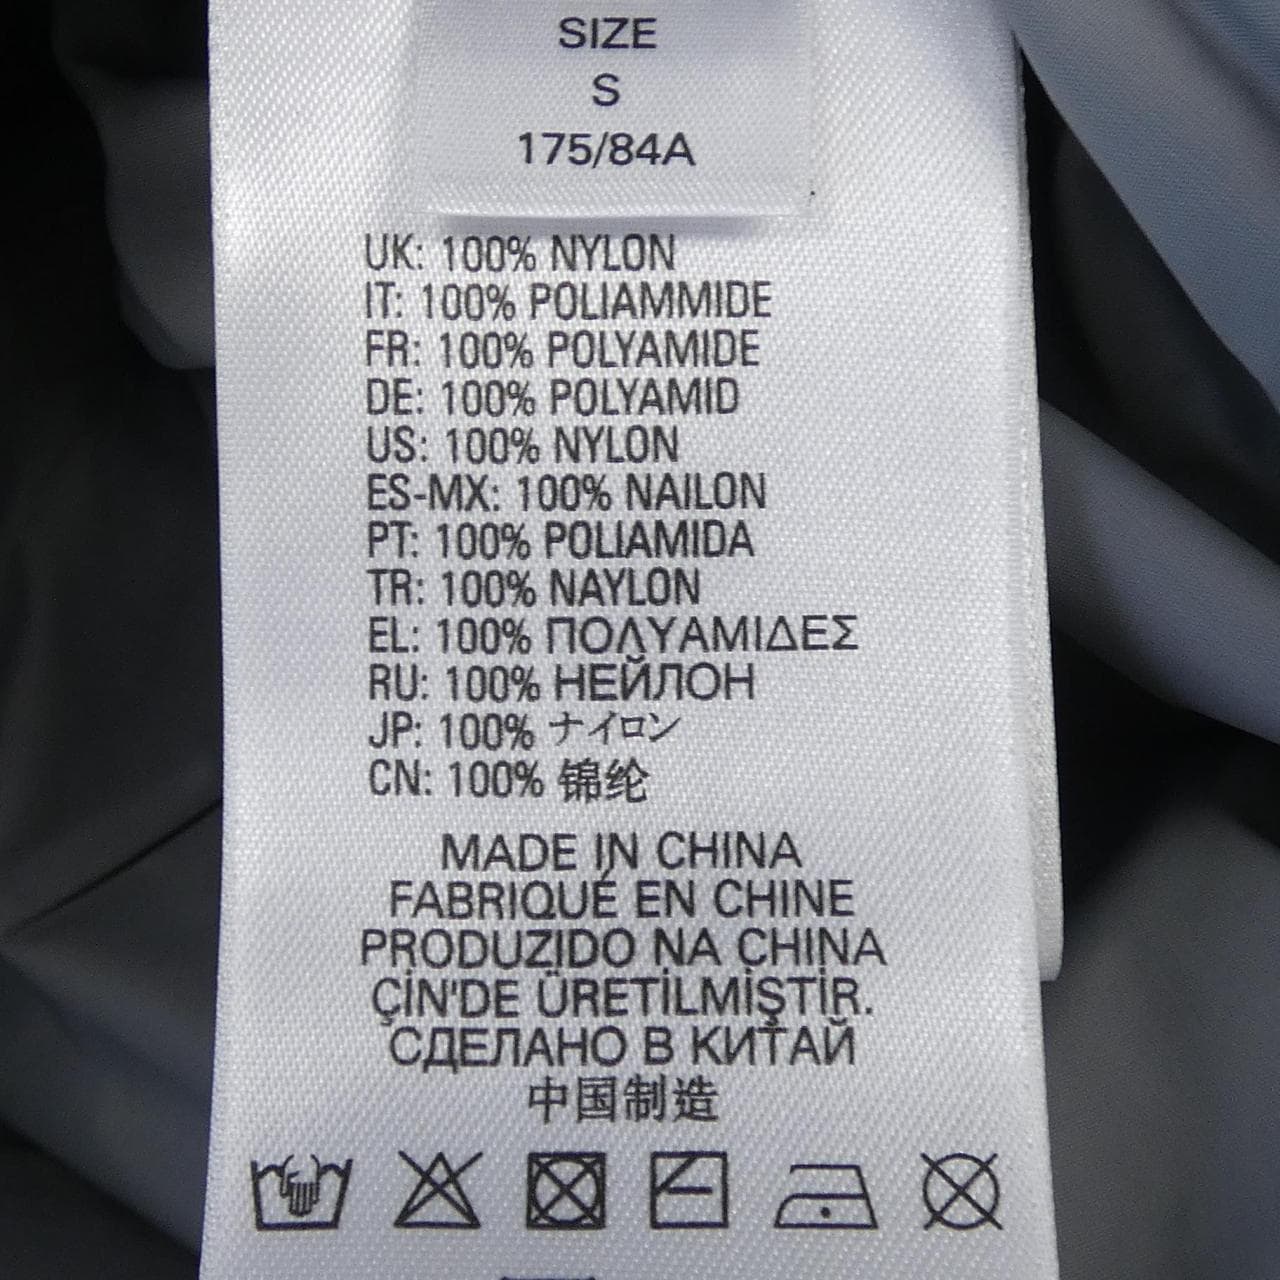 SIZE
S
175/84A
UK: 100% NYLON
IT: 100% POLIAMMIDE
FR: 100% POLYAMIDE
DE: 100% POLYAMID
US: 100% NYLON
ES-MX: 100% NAILON
PT: 100% POLIAMIDA
TR: 100% NAYLON
EL: 100% ΠΟΛΥΑΜΙΔΕΣ
RU: 100% НЕЙЛОН
JP: 100% ナイロン
CN: 100% 锦纶
MADE IN CHINA
FABRIQUÉ EN CHINE
PRODUZIDO NA CHINA
ÇİN'DE ÜRETİLMİŞTİR.
СДЕЛАНО В КИТАЙ
中国制造